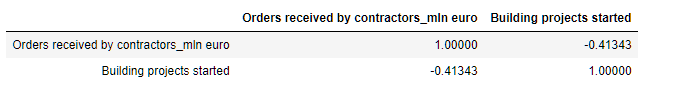 Orders received by contractors_mln euro Building projects started
Orders received by contractors_mln euro 1.00000 -0.41343
Building projects started -0.41343 1.00000